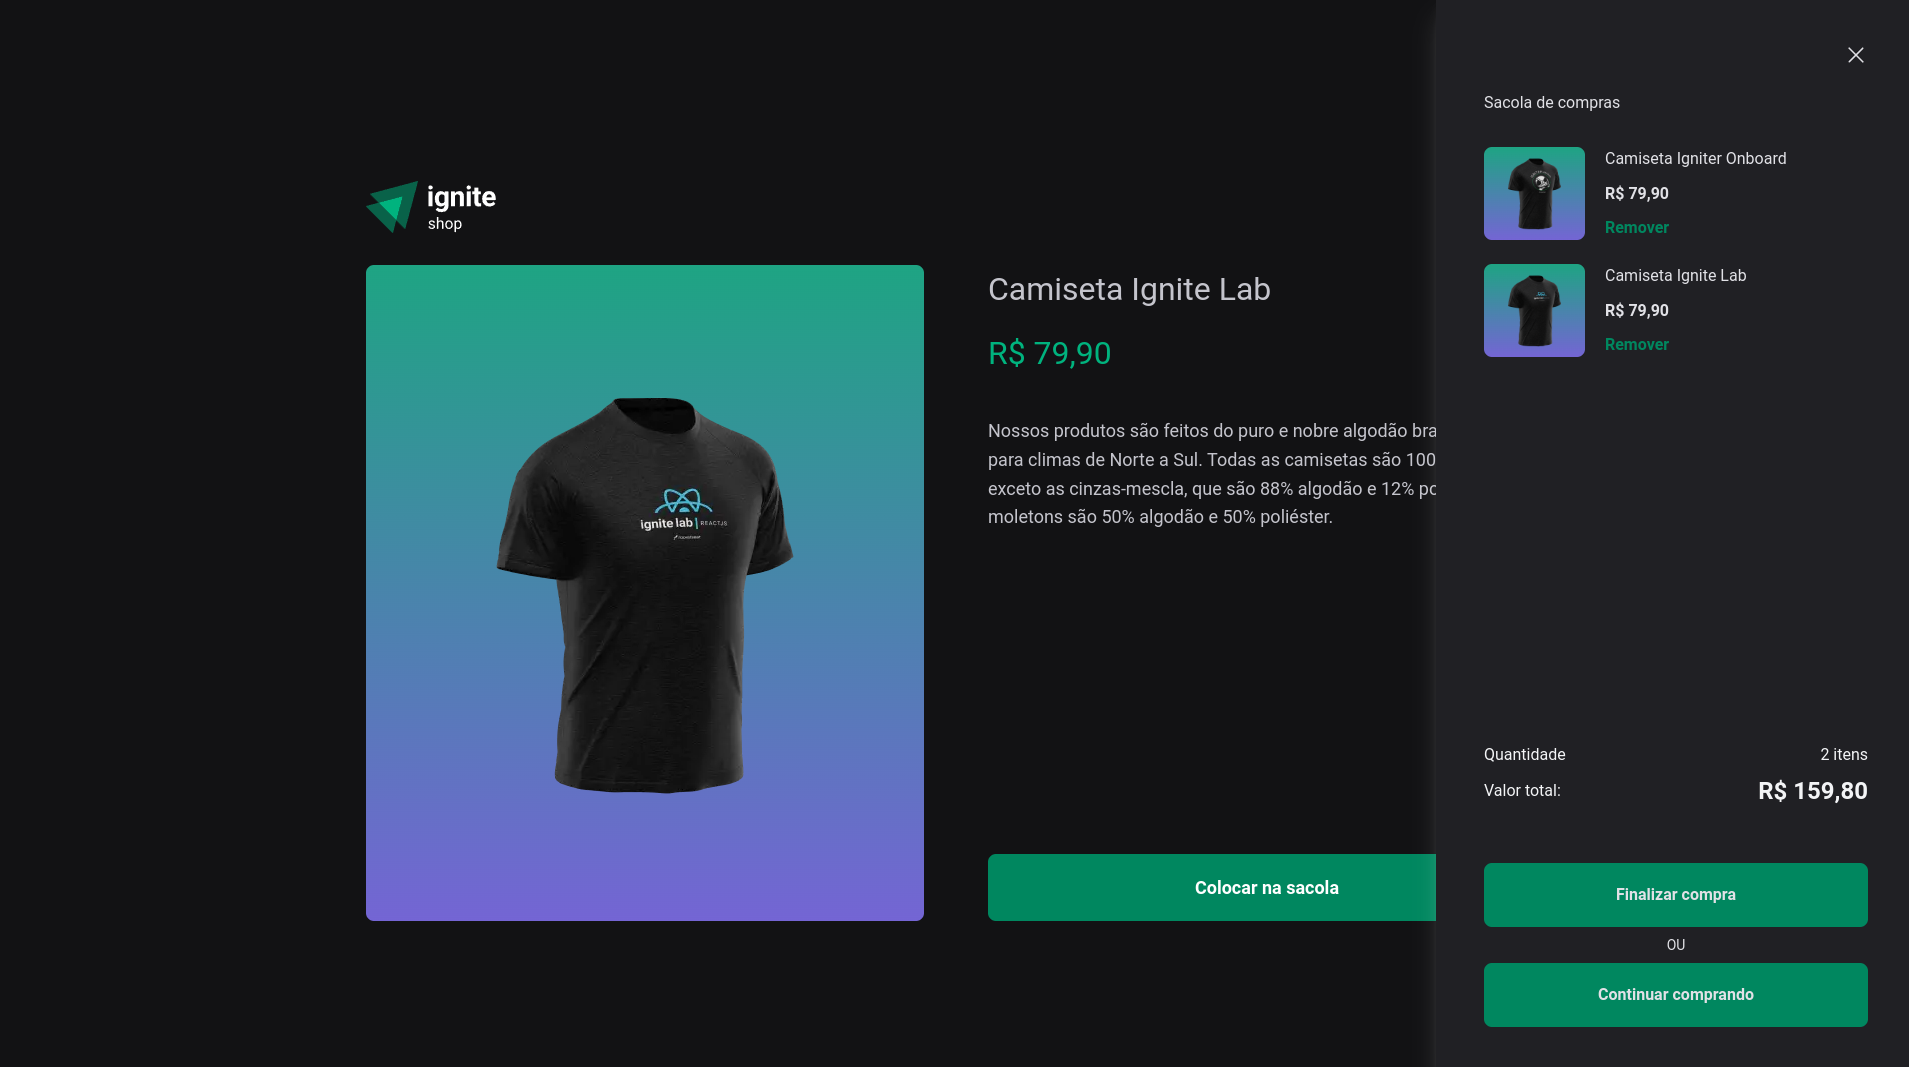 ignite
shop
Camiseta Ignite Lab
R$ 79,90
Nossos produtos são feitos do puro e nobre algodão bra
para climas de Norte a Sul. Todas as camisetas são 100
exceto as cinzas-mescla, que são 88% algodão e 12% po
moletons são 50% algodão e 50% poliéster.
ignite lab | REACTJS
Colocar na sacola
Sacola de compras
Camiseta Igniter Onboard
R$ 79,90
Remover
Camiseta Ignite Lab
R$ 79,90
Remover
Quantidade 2 itens
Valor total: R$ 159,80
Finalizar compra
OU
Continuar comprando